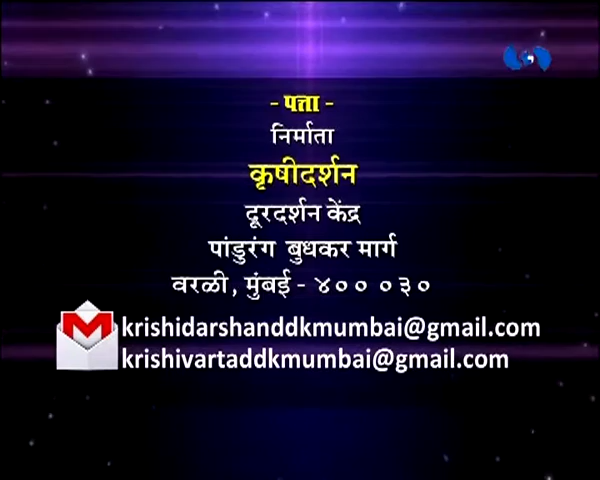 - पत्ता -
निर्माता
कृषीदर्शन
दूरदर्शन केंद्र
पांडुरंग बुधकर मार्ग
वरळी, मुंबई - ४०० ०३०
krishidarshanddkmumbai@gmail.com
krishivartaddkmumbai@gmail.com